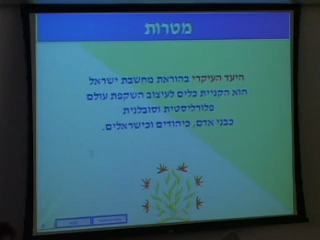 מטרות
היעד העיקרי בהוראת מחשבת ישראל
הוא הקניית כלים לעיצוב השקפת עולם
פלורליסטית וסובלנית
כבני אדם, כיהודים וכישראלים.